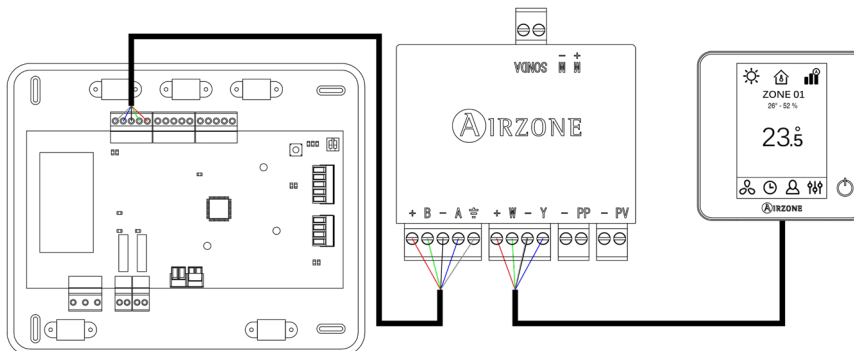 SONDA M M
- +
AIRZONE
+ B - A + W - Y - PP - PV
ZONE 01
26° - 52 %
23.5°
AIRZONE